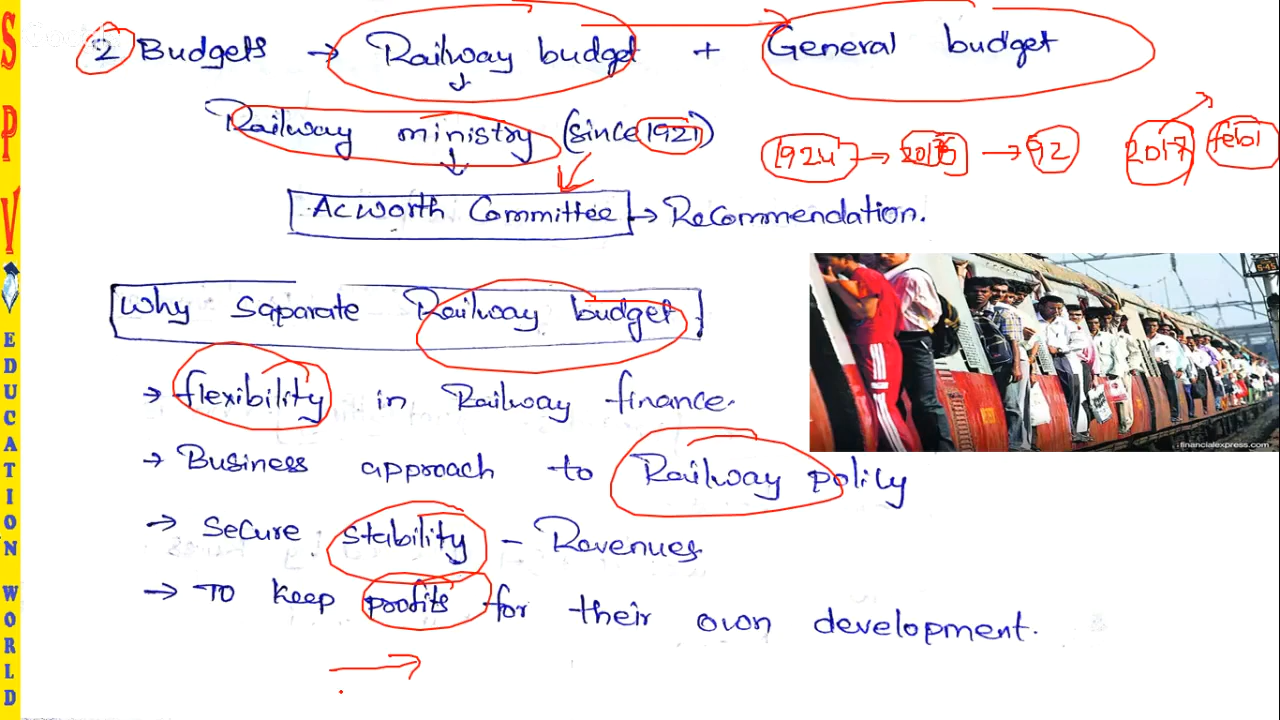 2 Budgets → Railway budget + General budget
Railway ministry (since 1921)
1924 → 2016 → 92 2017 feb1
Acworth Committee → Recommendation.
Why Saparate Railway budget
→ flexibility in Railway finance.
→ Business approach to Railway policy
→ Secure stability - Revenues
→ To keep profits for their own development.
financialexpress.com
SPV EDUCATION WORLD